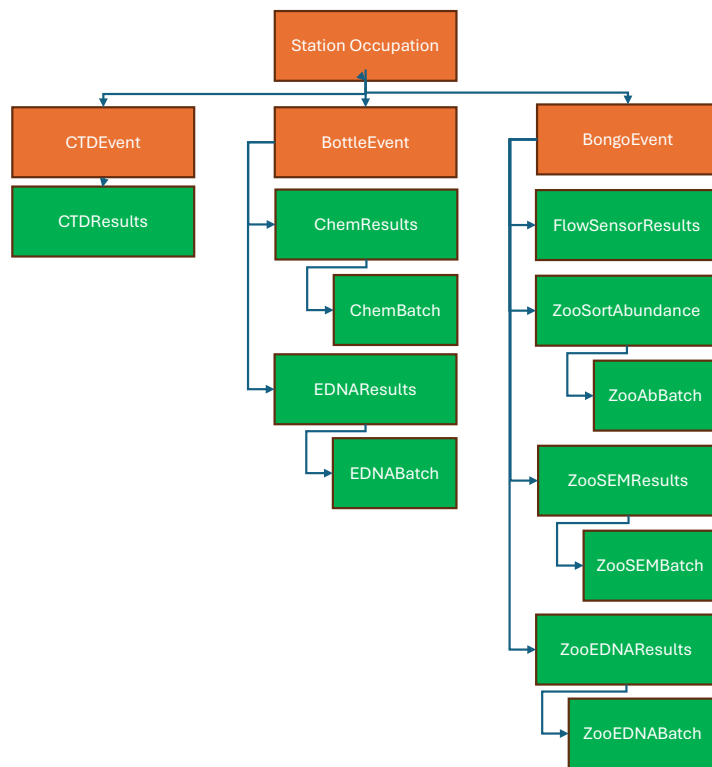 Station Occupation
CTDEvent
BottleEvent
BongoEvent
CTDResults
ChemResults
FlowSensorResults
ChemBatch
ZooSortAbundance
EDNAResults
ZooAbBatch
EDNABatch
ZooSEMResults
ZooSEMBatch
ZooEDNAResults
ZooEDNABatch